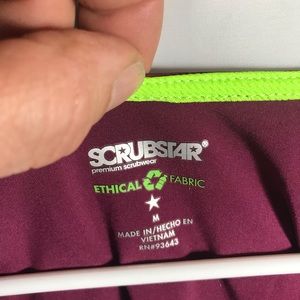 SCRUBSTAR®
premium scrubwear
ETHICAL FABRIC
M
MADE IN/HECHO EN
VIETNAM
RN#93643